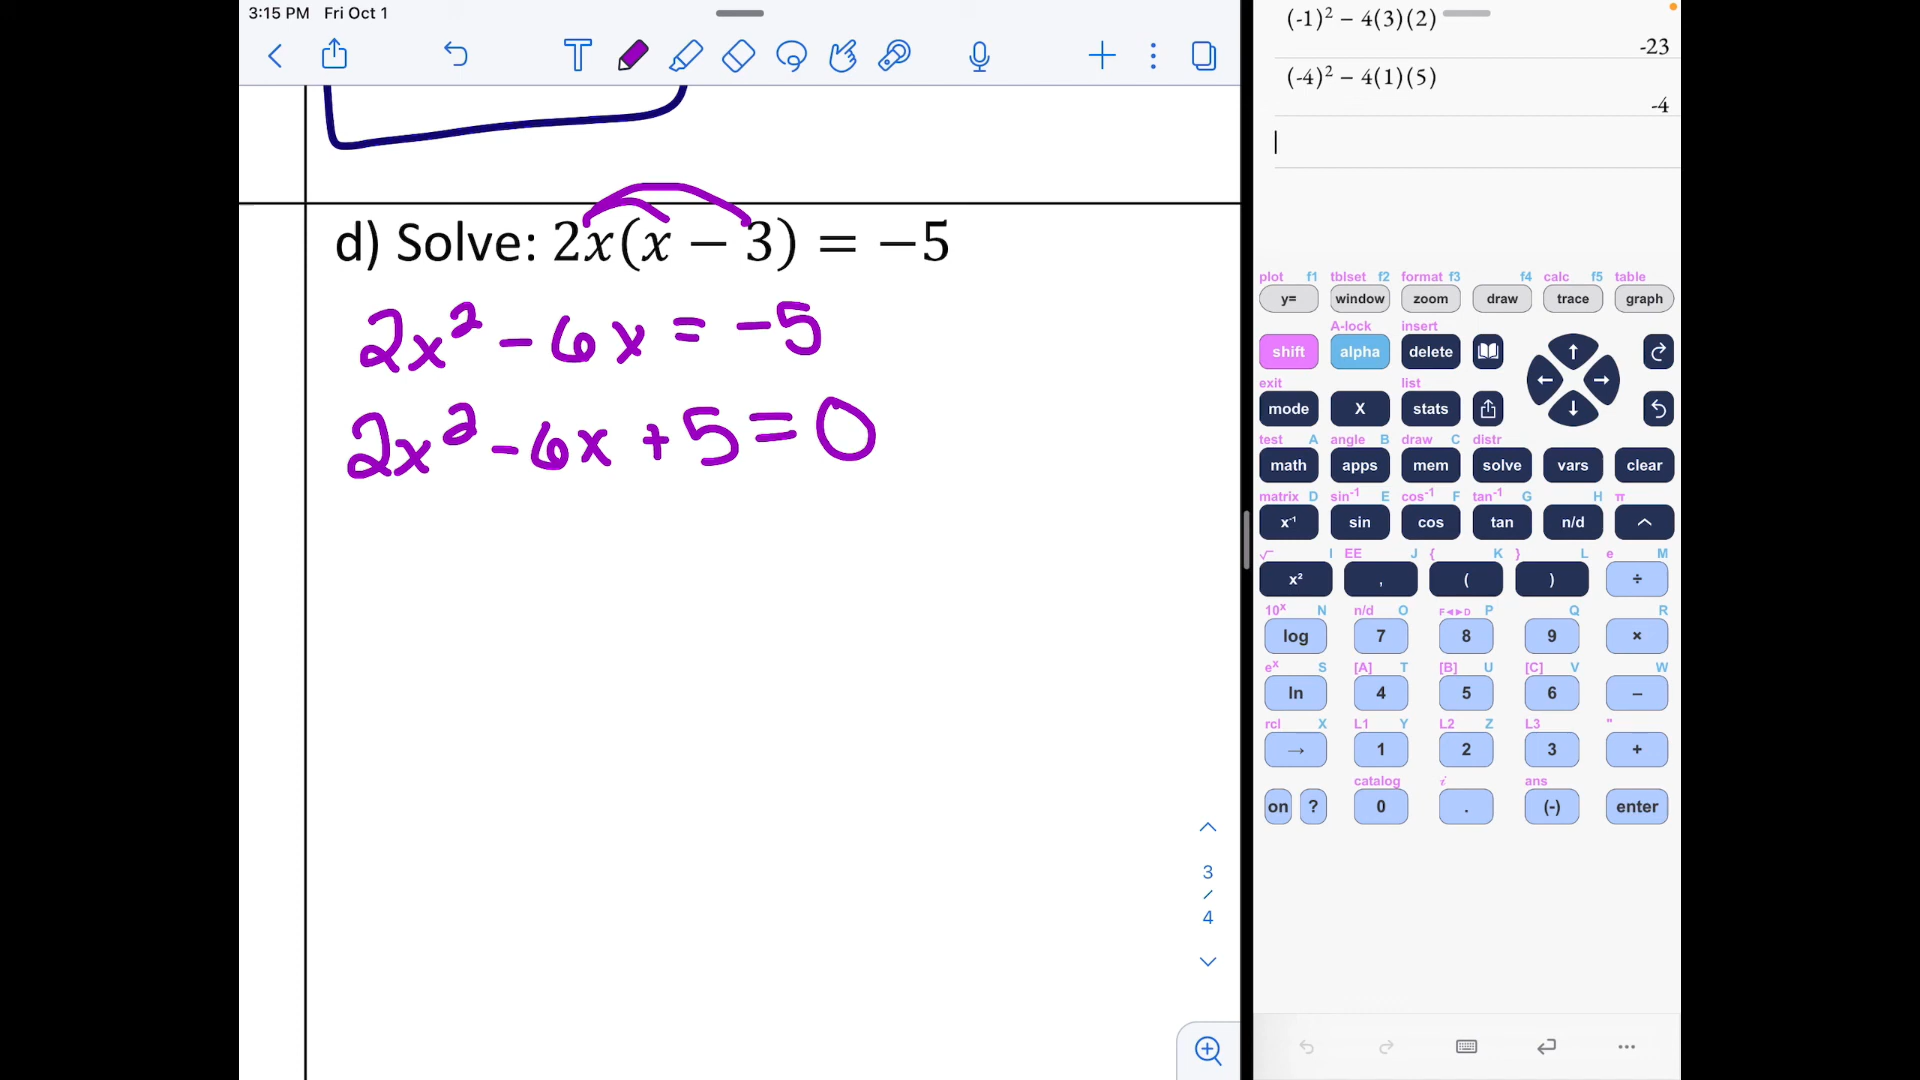 3:15 PM Fri Oct 1
T
d) Solve: 2x(x − 3) = −5
2x² - 6x = -5
2x² - 6x + 5 = 0
3
/
4
(-1)² − 4(3)(2)
-23
(-4)² − 4(1)(5)
-4
plot f1 tblset f2 format f3 f4 calc f5 table
y= window zoom draw trace graph
A-lock insert
shift alpha delete
exit list
mode X stats
test A angle B draw C distr
math apps mem solve vars clear
matrix D sin⁻¹ E cos⁻¹ F tan⁻¹ G H π
x⁻¹ sin cos tan n/d ^
√ I EE J { K } L e M
x² , ( ) ÷
10ˣ N n/d O F◄►D P Q R
log 7 8 9 ×
eˣ S [A] T [B] U [C] V W
ln 4 5 6 −
rcl X L1 Y L2 Z L3 "
→ 1 2 3 +
catalog i ans
on ? 0 . (-) enter